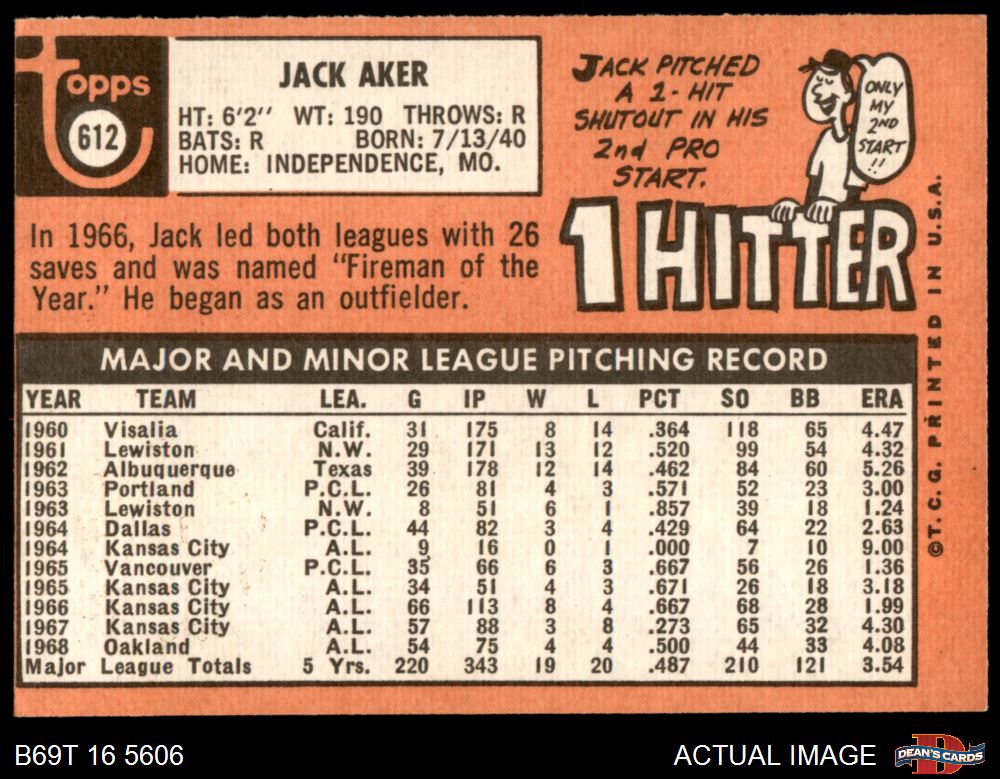 topps
612
JACK AKER
HT: 6'2" WT: 190 THROWS: R
BATS: R BORN: 7/13/40
HOME: INDEPENDENCE, MO.
In 1966, Jack led both leagues with 26
saves and was named "Fireman of the
Year." He began as an outfielder.
JACK PITCHED
A 1-HIT
SHUTOUT IN HIS
2nd PRO
START.
ONLY
MY
2ND
START
!!
1 HITTER
MAJOR AND MINOR LEAGUE PITCHING RECORD
YEAR TEAM LEA. G IP W L PCT SO BB ERA
1960 Visalia Calif. 31 175 8 14 .364 118 65 4.47
1961 Lewiston N.W. 29 171 13 12 .520 99 54 4.32
1962 Albuquerque Texas 39 178 12 14 .462 84 60 5.26
1963 Portland P.C.L. 26 81 4 3 .571 52 23 3.00
1963 Lewiston N.W. 8 51 6 1 .857 39 18 1.24
1964 Dallas P.C.L. 44 82 3 4 .429 64 22 2.63
1964 Kansas City A.L. 9 16 0 1 .000 7 10 9.00
1965 Vancouver P.C.L. 35 66 6 3 .667 56 26 1.36
1965 Kansas City A.L. 34 51 4 3 .671 26 18 3.18
1966 Kansas City A.L. 66 113 8 4 .667 68 28 1.99
1967 Kansas City A.L. 57 88 3 8 .273 65 32 4.30
1968 Oakland A.L. 54 75 4 4 .500 44 33 4.08
Major League Totals 5 Yrs. 220 343 19 20 .487 210 121 3.54
©T.C.G. PRINTED IN U.S.A.
B69T 16 5606
ACTUAL IMAGE
DEAN'S CARDS